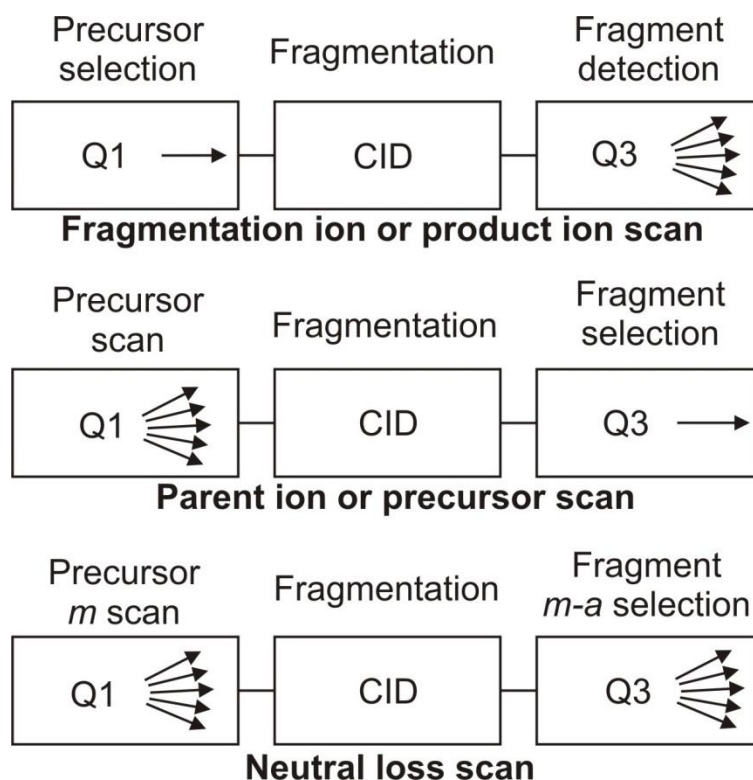 Precursor
selection
Fragmentation
Fragment
detection
Q1
CID
Q3
Fragmentation ion or product ion scan
Precursor
scan
Fragmentation
Fragment
selection
Q1
CID
Q3
Parent ion or precursor scan
Precursor
m scan
Fragmentation
Fragment
m-a selection
Q1
CID
Q3
Neutral loss scan